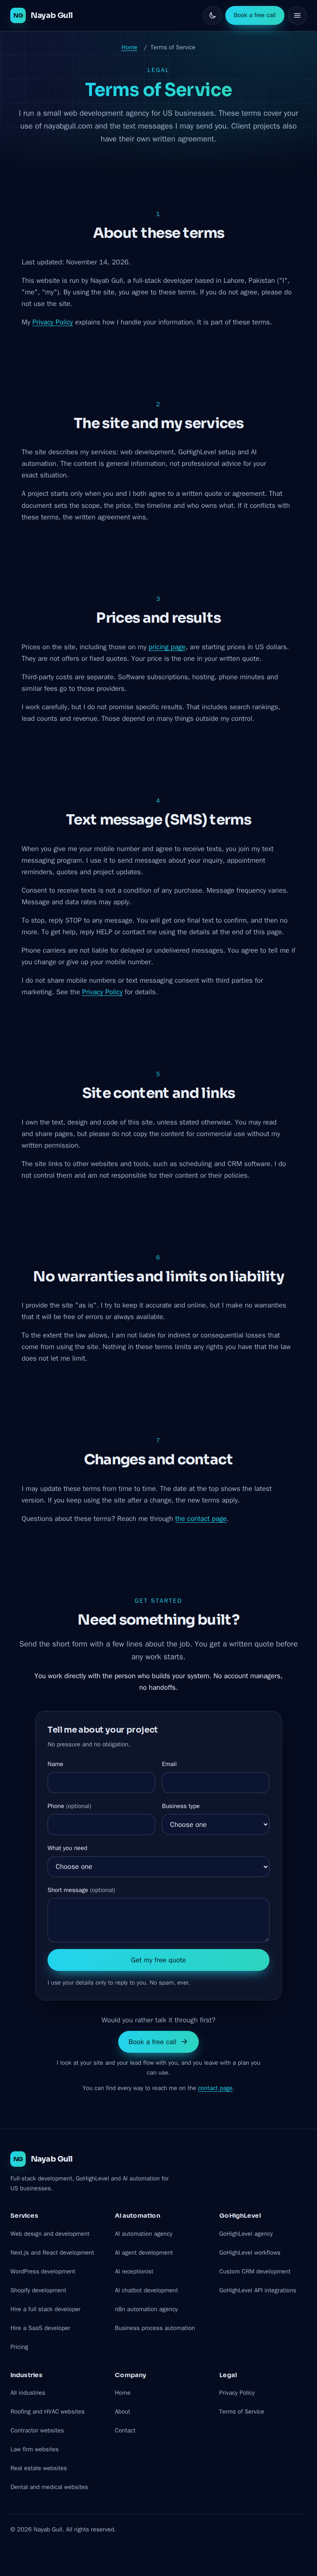 NG Nayab Gull
Book a free call
Home / Terms of Service
LEGAL
Terms of Service
I run a small web development agency for US businesses. These terms cover your
use of nayabgull.com and the text messages I may send you. Client projects also
have their own written agreement.
1
About these terms
Last updated: November 14, 2026.
This website is run by Nayab Gull, a full-stack developer based in Lahore, Pakistan ("I",
"me", "my"). By using the site, you agree to these terms. If you do not agree, please do
not use the site.
My Privacy Policy explains how I handle your information. It is part of these terms.
2
The site and my services
The site describes my services: web development, GoHighLevel setup and AI
automation. The content is general information, not professional advice for your
exact situation.
A project starts only when you and I both agree to a written quote or agreement. That
document sets the scope, the price, the timeline and who owns what. If it conflicts with
these terms, the written agreement wins.
3
Prices and results
Prices on the site, including those on my pricing page, are starting prices in US dollars.
They are not offers or fixed quotes. Your price is the one in your written quote.
Third-party costs are separate. Software subscriptions, hosting, phone minutes and
similar fees go to those providers.
I work carefully, but I do not promise specific results. That includes search rankings,
lead counts and revenue. Those depend on many things outside my control.
4
Text message (SMS) terms
When you give me your mobile number and agree to receive texts, you join my text
messaging program. I use it to send messages about your inquiry, appointment
reminders, quotes and project updates.
Consent to receive texts is not a condition of any purchase. Message frequency varies.
Message and data rates may apply.
To stop, reply STOP to any message. You will get one final text to confirm, and then no
more. To get help, reply HELP or contact me using the details at the end of this page.
Phone carriers are not liable for delayed or undelivered messages. You agree to tell me if
you change or give up your mobile number.
I do not share mobile numbers or text messaging consent with third parties for
marketing. See the Privacy Policy for details.
5
Site content and links
I own the text, design and code of this site, unless stated otherwise. You may read
and share pages, but please do not copy the content for commercial use without my
written permission.
The site links to other websites and tools, such as scheduling and CRM software. I do
not control them and am not responsible for their content or their policies.
6
No warranties and limits on liability
I provide the site "as is". I try to keep it accurate and online, but I make no warranties
that it will be free of errors or always available.
To the extent the law allows, I am not liable for indirect or consequential losses that
come from using the site. Nothing in these terms limits any rights you have that the law
does not let me limit.
7
Changes and contact
I may update these terms from time to time. The date at the top shows the latest
version. If you keep using the site after a change, the new terms apply.
Questions about these terms? Reach me through the contact page.
GET STARTED
Need something built?
Send the short form with a few lines about the job. You get a written quote before
any work starts.
You work directly with the person who builds your system. No account managers,
no handoffs.
Tell me about your project
No pressure and no obligation.
Name Email
Phone (optional) Business type
Choose one
What you need
Choose one
Short message (optional)
Get my free quote
I use your details only to reply to you. No spam, ever.
Would you rather talk it through first?
Book a free call →
I look at your site and your lead flow with you, and you leave with a plan you
can use.
You can find every way to reach me on the contact page.
NG Nayab Gull
Full-stack development, GoHighLevel and AI automation for
US businesses.
Services
Web design and development
Next.js and React development
WordPress development
Shopify development
Hire a full stack developer
Hire a SaaS developer
Pricing
AI automation
AI automation agency
AI agent development
AI receptionist
AI chatbot development
n8n automation agency
Business process automation
GoHighLevel
GoHighLevel agency
GoHighLevel workflows
Custom CRM development
GoHighLevel API integrations
Industries
All industries
Roofing and HVAC websites
Contractor websites
Law firm websites
Real estate websites
Dental and medical websites
Company
Home
About
Contact
Legal
Privacy Policy
Terms of Service
© 2026 Nayab Gull. All rights reserved.